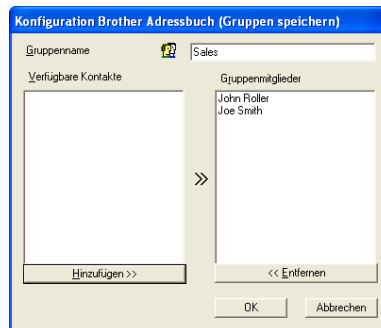 Konfiguration Brother Adressbuch (Gruppen speichern)
Gruppenname
Sales
Verfügbare Kontakte
Gruppenmitglieder
John Roller
Joe Smith
Hinzufügen >>
<< Entfernen
OK
Abbrechen